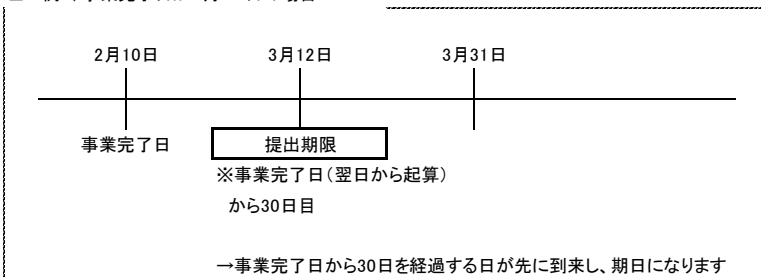 2月10日 3月12日 3月31日
事業完了日 提出期限
※事業完了日（翌日から起算）
から30日目
→事業完了日から30日を経過する日が先に到来し、期日になります